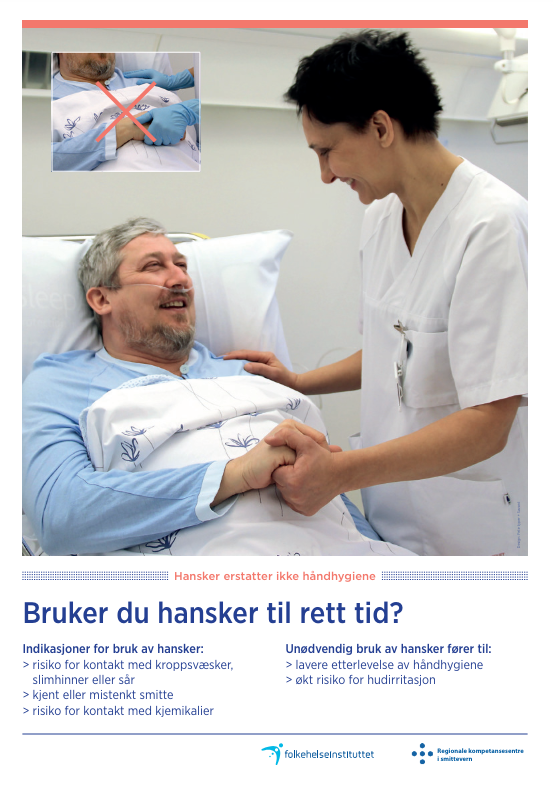 Hansker erstatter ikke håndhygiene
Bruker du hansker til rett tid?
Indikasjoner for bruk av hansker:
> risiko for kontakt med kroppsvæsker,
slimhinner eller sår
> kjent eller mistenkt smitte
> risiko for kontakt med kjemikalier
Unødvendig bruk av hansker fører til:
> lavere etterlevelse av håndhygiene
> økt risiko for hudirritasjon
folkehelseinstituttet
Regionale kompetansesentre
i smittevern